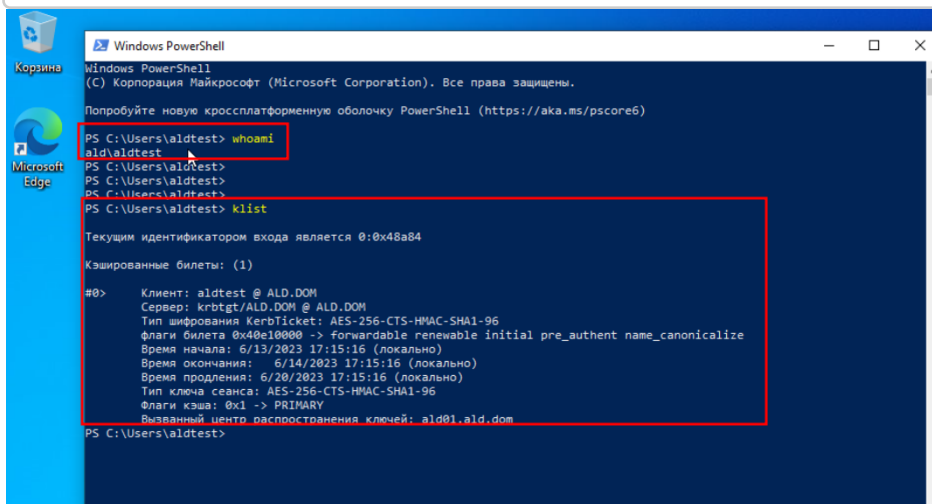 Корзина
Microsoft
Edge
Windows PowerShell
Windows PowerShell
(C) Корпорация Майкрософт (Microsoft Corporation). Все права защищены.
Попробуйте новую кроссплатформенную оболочку PowerShell (https://aka.ms/pscore6)
PS C:\Users\aldtest> whoami
ald\aldtest
PS C:\Users\aldtest>
PS C:\Users\aldtest>
PS C:\Users\aldtest>
PS C:\Users\aldtest> klist
Текущим идентификатором входа является 0:0x48a84
Кэшированные билеты: (1)
#0> Клиент: aldtest @ ALD.DOM
Сервер: krbtgt/ALD.DOM @ ALD.DOM
Тип шифрования KerbTicket: AES-256-CTS-HMAC-SHA1-96
флаги билета 0x40e10000 -> forwardable renewable initial pre_authent name_canonicalize
Время начала: 6/13/2023 17:15:16 (локально)
Время окончания: 6/14/2023 17:15:16 (локально)
Время продления: 6/20/2023 17:15:16 (локально)
Тип ключа сеанса: AES-256-CTS-HMAC-SHA1-96
Флаги кэша: 0x1 -> PRIMARY
Вызванный центр распространения ключей: ald01.ald.dom
PS C:\Users\aldtest>